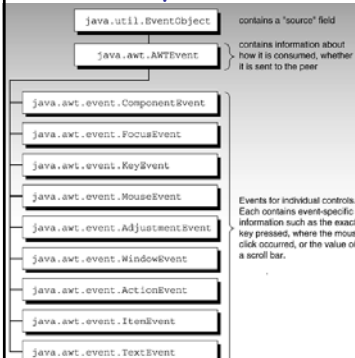 java.util.EventObject
contains a "source" field
java.awt.AWTEvent
contains information about
how it is consumed, whether
it is sent to the peer
java.awt.event.ComponentEvent
java.awt.event.FocusEvent
java.awt.event.KeyEvent
java.awt.event.MouseEvent
java.awt.event.AdjustmentEvent
java.awt.event.WindowEvent
java.awt.event.ActionEvent
java.awt.event.ItemEvent
java.awt.event.TextEvent
Events for individual controls
Each contains event-specific
information such as the exact
key pressed, where the mous
click occurred, or the value o
a scroll bar.